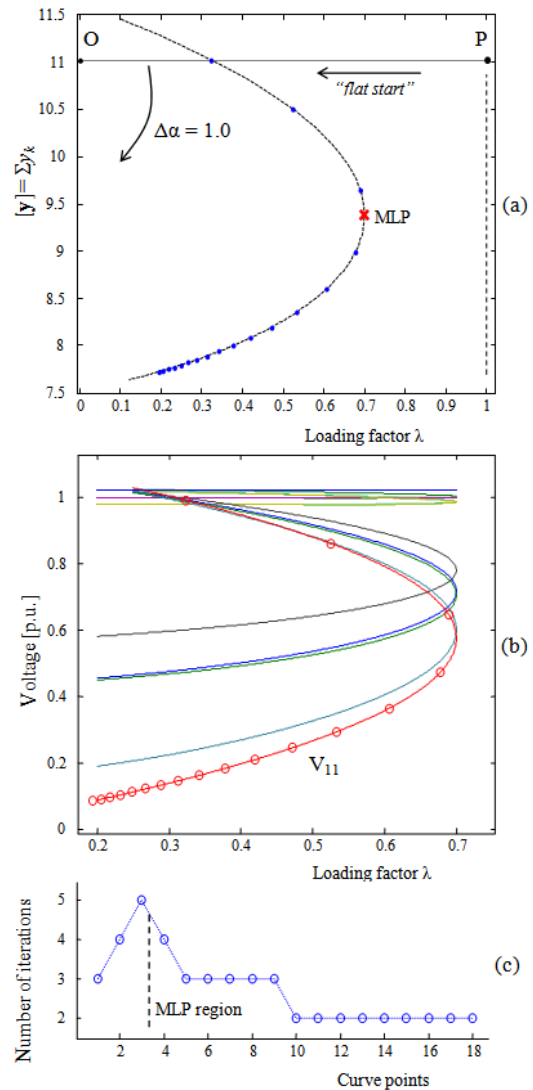 (a)
O
P
"flat start"
Δα = 1.0
MLP
[y]= Σy_k
11.5
11
10.5
10
9.5
9
8.5
8
7.5
0 0.1 0.2 0.3 0.4 0.5 0.6 0.7 0.8 0.9 1
Loading factor λ
(b)
Voltage [p.u.]
1
0.8
0.6
0.4
0.2
0
V₁₁
0.2 0.3 0.4 0.5 0.6 0.7
Loading factor λ
(c)
Number of iterations
5
4
3
2
MLP region
2 4 6 8 10 12 14 16 18
Curve points